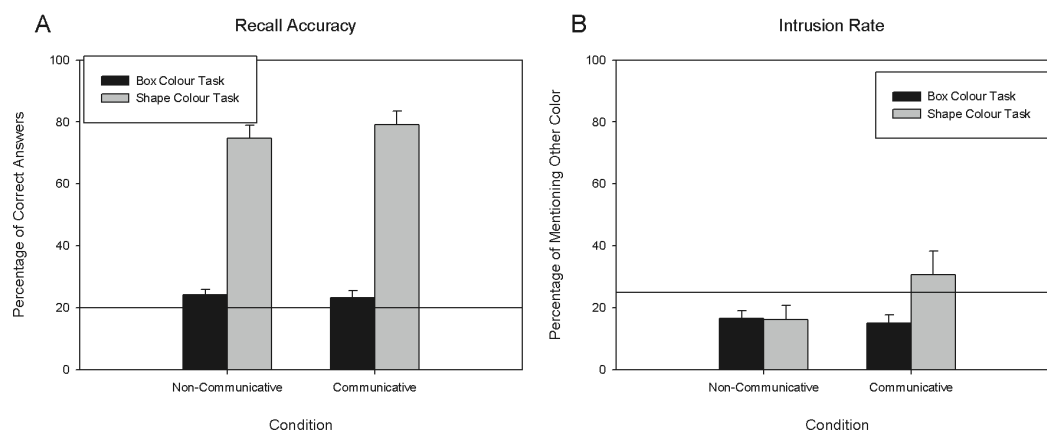 A
Recall Accuracy
100
80
60
40
20
0
Percentage of Correct Answers
Box Colour Task
Shape Colour Task
Non-Communicative
Communicative
Condition
B
Intrusion Rate
100
80
60
40
20
0
Percentage of Mentioning Other Color
Box Colour Task
Shape Colour Task
Non-Communicative
Communicative
Condition